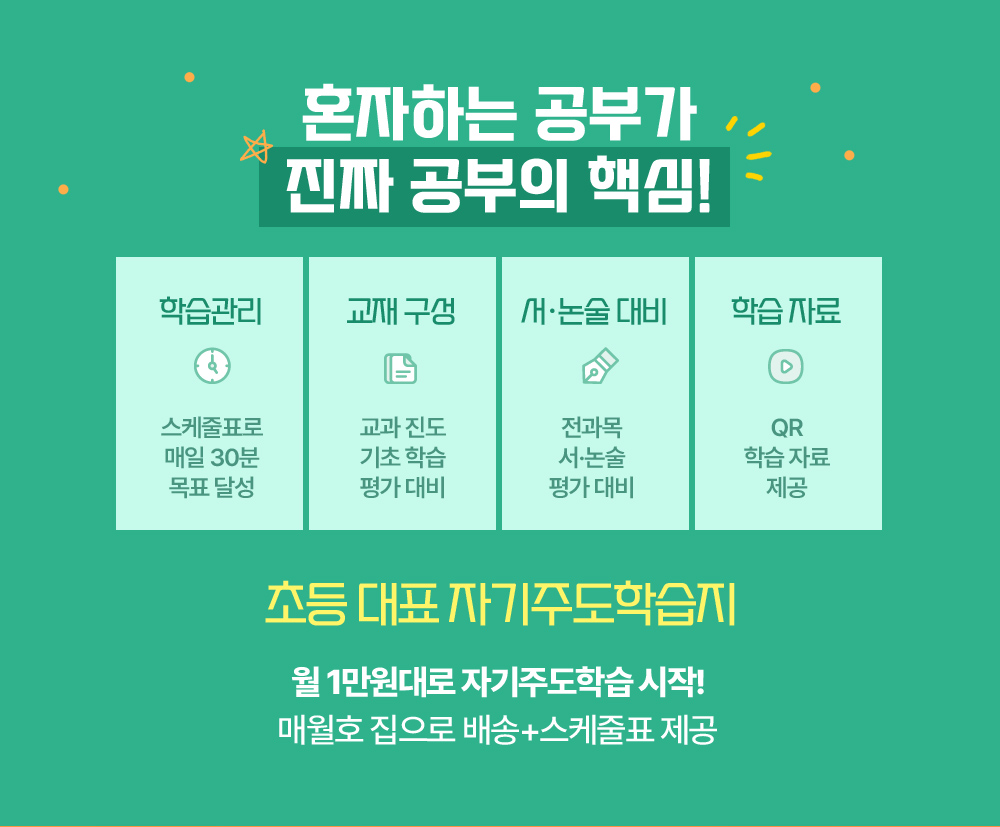 혼자하는 공부가
진짜 공부의 핵심!
학습관리
스케줄표로
매일 30분
목표 달성
교재 구성
교과 진도
기초 학습
평가 대비
서·논술 대비
전과목
서·논술
평가 대비
학습 자료
QR
학습 자료
제공
초등 대표 자기주도학습지
월 1만원대로 자기주도학습 시작!
매월호 집으로 배송+스케줄표 제공